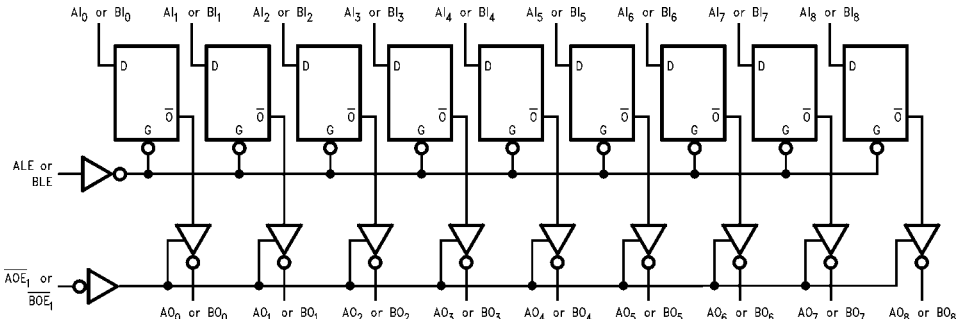 AI₀ or BI₀ AI₁ or BI₁ AI₂ or BI₂ AI₃ or BI₃ AI₄ or BI₄ AI₅ or BI₅ AI₆ or BI₆ AI₇ or BI₇ AI₈ or BI₈
D D D D D D D D D
O̅ O̅ O̅ O̅ O̅ O̅ O̅ O̅ O̅
G G G G G G G G G
ALE or
BLE
A̅O̅E̅₁ or
B̅O̅E̅₁
AO₀ or BO₀ AO₁ or BO₁ AO₂ or BO₂ AO₃ or BO₃ AO₄ or BO₄ AO₅ or BO₅ AO₆ or BO₆ AO₇ or BO₇ AO₈ or BO₈